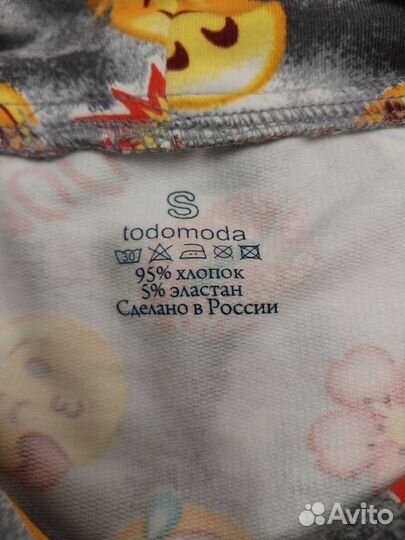 S
todomoda
30
95% хлопок
5% эластан
Сделано в России
Avito